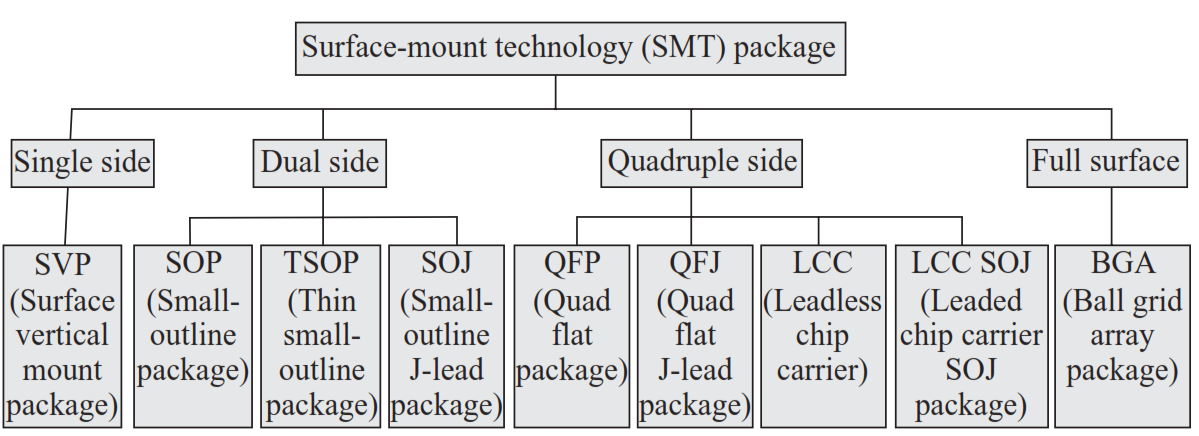 Surface-mount technology (SMT) package
Single side
Dual side
Quadruple side
Full surface
SVP
(Surface
vertical
mount
package)
SOP
(Small-
outline
package)
TSOP
(Thin
small-
outline
package)
SOJ
(Small-
outline
J-lead
package)
QFP
(Quad
flat
package)
QFJ
(Quad
flat
J-lead
package)
LCC
(Leadless
chip
carrier)
LCC SOJ
(Leaded
chip carrier
SOJ
package)
BGA
(Ball grid
array
package)